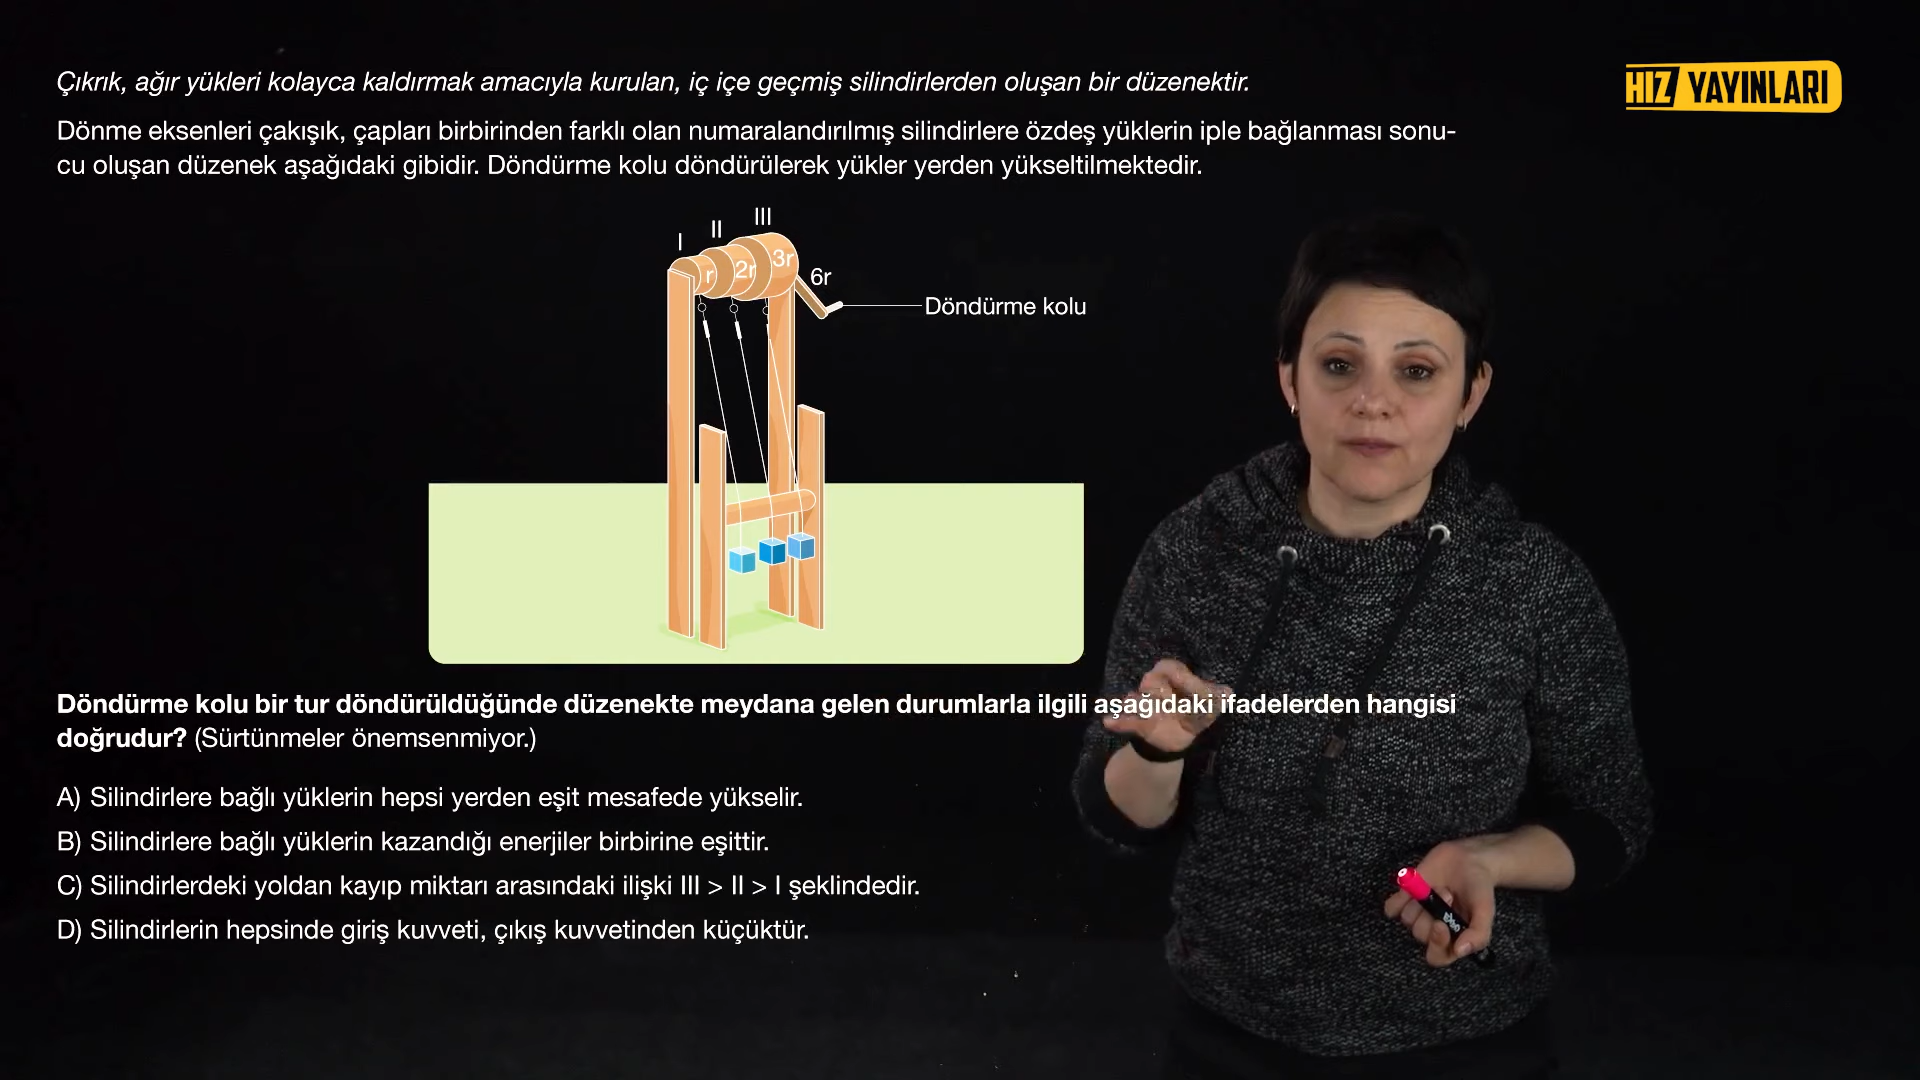 Çıkrık, ağır yükleri kolayca kaldırmak amacıyla kurulan, iç içe geçmiş silindirlerden oluşan bir düzenektir.
HIZ YAYINLARI
Dönme eksenleri çakışık, çapları birbirinden farklı olan numaralandırılmış silindirlere özdeş yüklerin iple bağlanması sonu-
cu oluşan düzenek aşağıdaki gibidir. Döndürme kolu döndürülerek yükler yerden yükseltilmektedir.
I
II
III
r
2r
3r
6r
Döndürme kolu
Döndürme kolu bir tur döndürüldüğünde düzenekte meydana gelen durumlarla ilgili aşağıdaki ifadelerden hangisi
doğrudur? (Sürtünmeler önemsenmiyor.)
A) Silindirlere bağlı yüklerin hepsi yerden eşit mesafede yükselir.
B) Silindirlere bağlı yüklerin kazandığı enerjiler birbirine eşittir.
C) Silindirlerdeki yoldan kayıp miktarı arasındaki ilişki III > II > I şeklindedir.
D) Silindirlerin hepsinde giriş kuvveti, çıkış kuvvetinden küçüktür.